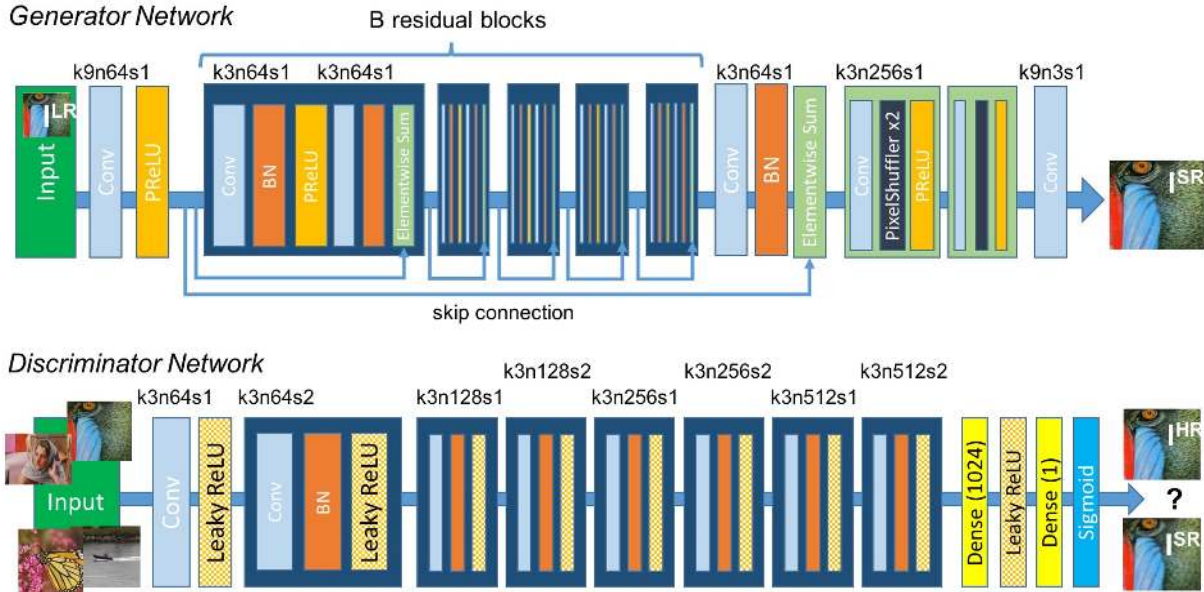 Generator Network
B residual blocks
k9n64s1
k3n64s1
k3n64s1
k3n64s1
k3n256s1
k9n3s1
I^LR
Input
Conv
PReLU
Conv
BN
PReLU
Elementwise Sum
Conv
BN
Elementwise Sum
Conv
PixelShuffler x2
PReLU
Conv
I^SR
skip connection
Discriminator Network
k3n64s1
k3n64s2
k3n128s1
k3n128s2
k3n256s1
k3n256s2
k3n512s1
k3n512s2
Input
Conv
Leaky ReLU
Conv
BN
Leaky ReLU
Dense (1024)
Leaky ReLU
Dense (1)
Sigmoid
I^HR
?
I^SR